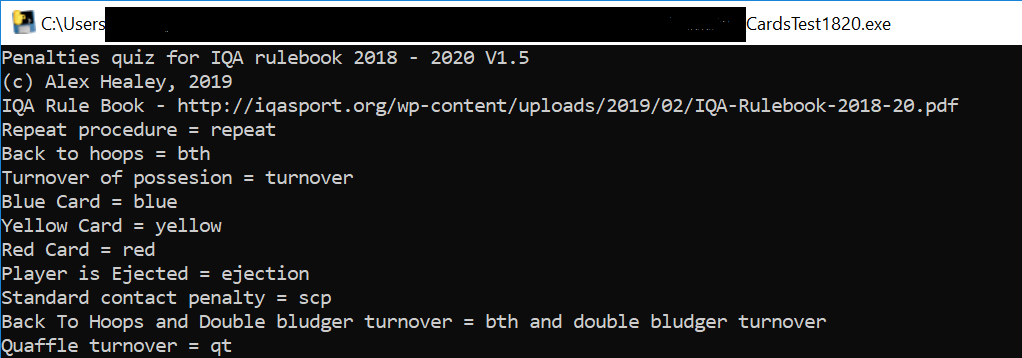 C:\Users CardsTest1820.exe
Penalties quiz for IQA rulebook 2018 - 2020 V1.5
(c) Alex Healey, 2019
IQA Rule Book - http://iqasport.org/wp-content/uploads/2019/02/IQA-Rulebook-2018-20.pdf
Repeat procedure = repeat
Back to hoops = bth
Turnover of possesion = turnover
Blue Card = blue
Yellow Card = yellow
Red Card = red
Player is Ejected = ejection
Standard contact penalty = scp
Back To Hoops and Double bludger turnover = bth and double bludger turnover
Quaffle turnover = qt